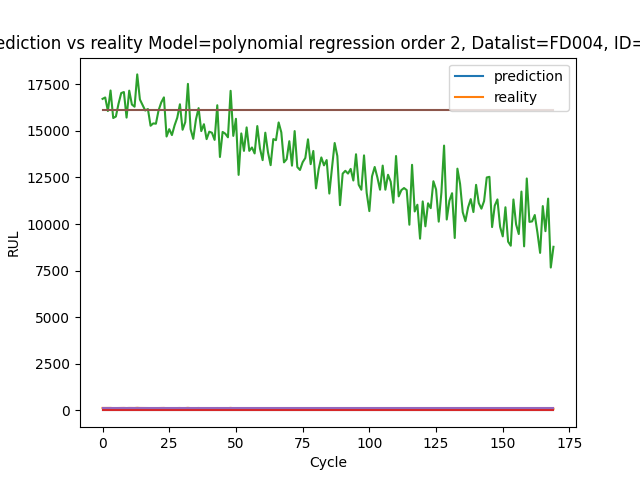 ediction vs reality Model=polynomial regression order 2, Datalist=FD004, ID=
prediction
reality
17500
15000
12500
10000
7500
5000
2500
0
RUL
0 25 50 75 100 125 150 175
Cycle